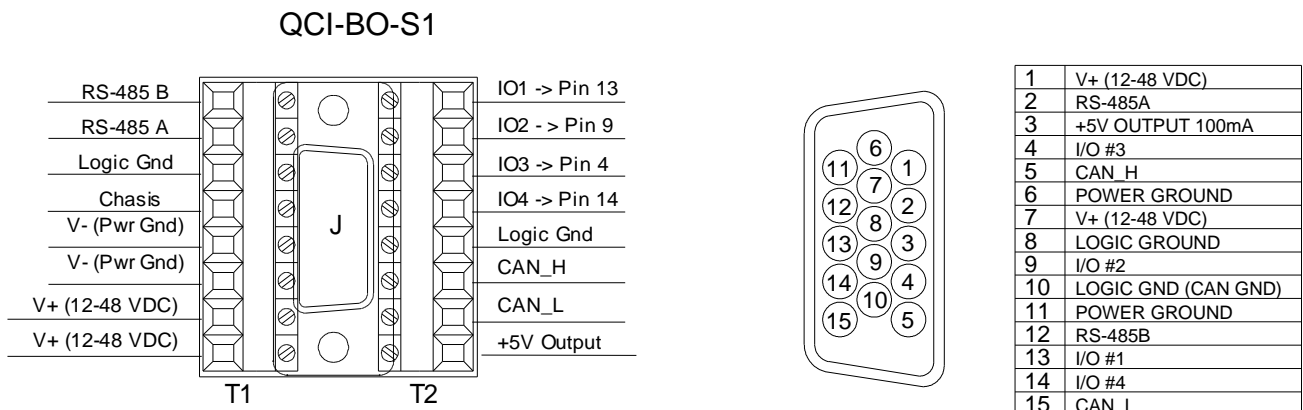 QCI-BO-S1
RS-485 B
RS-485 A
Logic Gnd
Chasis
V- (Pwr Gnd)
V- (Pwr Gnd)
V+ (12-48 VDC)
V+ (12-48 VDC)
J
T1
T2
IO1 -> Pin 13
IO2 - > Pin 9
IO3 -> Pin 4
IO4 -> Pin 14
Logic Gnd
CAN_H
CAN_L
+5V Output
6
11
1
7
12
2
8
13
3
9
14
4
10
15
5
1 V+ (12-48 VDC)
2 RS-485A
3 +5V OUTPUT 100mA
4 I/O #3
5 CAN_H
6 POWER GROUND
7 V+ (12-48 VDC)
8 LOGIC GROUND
9 I/O #2
10 LOGIC GND (CAN GND)
11 POWER GROUND
12 RS-485B
13 I/O #1
14 I/O #4
15 CAN_L